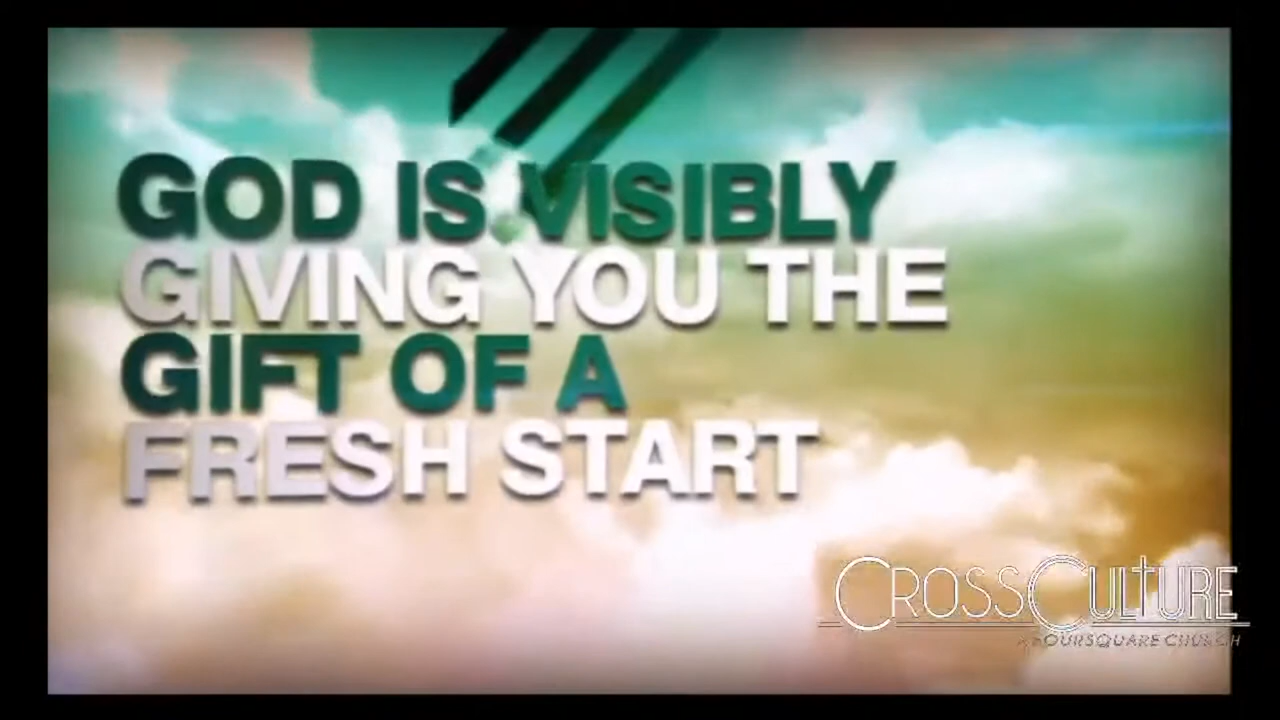 GOD IS VISIBLY
GIVING YOU THE
GIFT OF A
FRESH START
CROSSCULTURE
A FOURSQUARE CHURCH